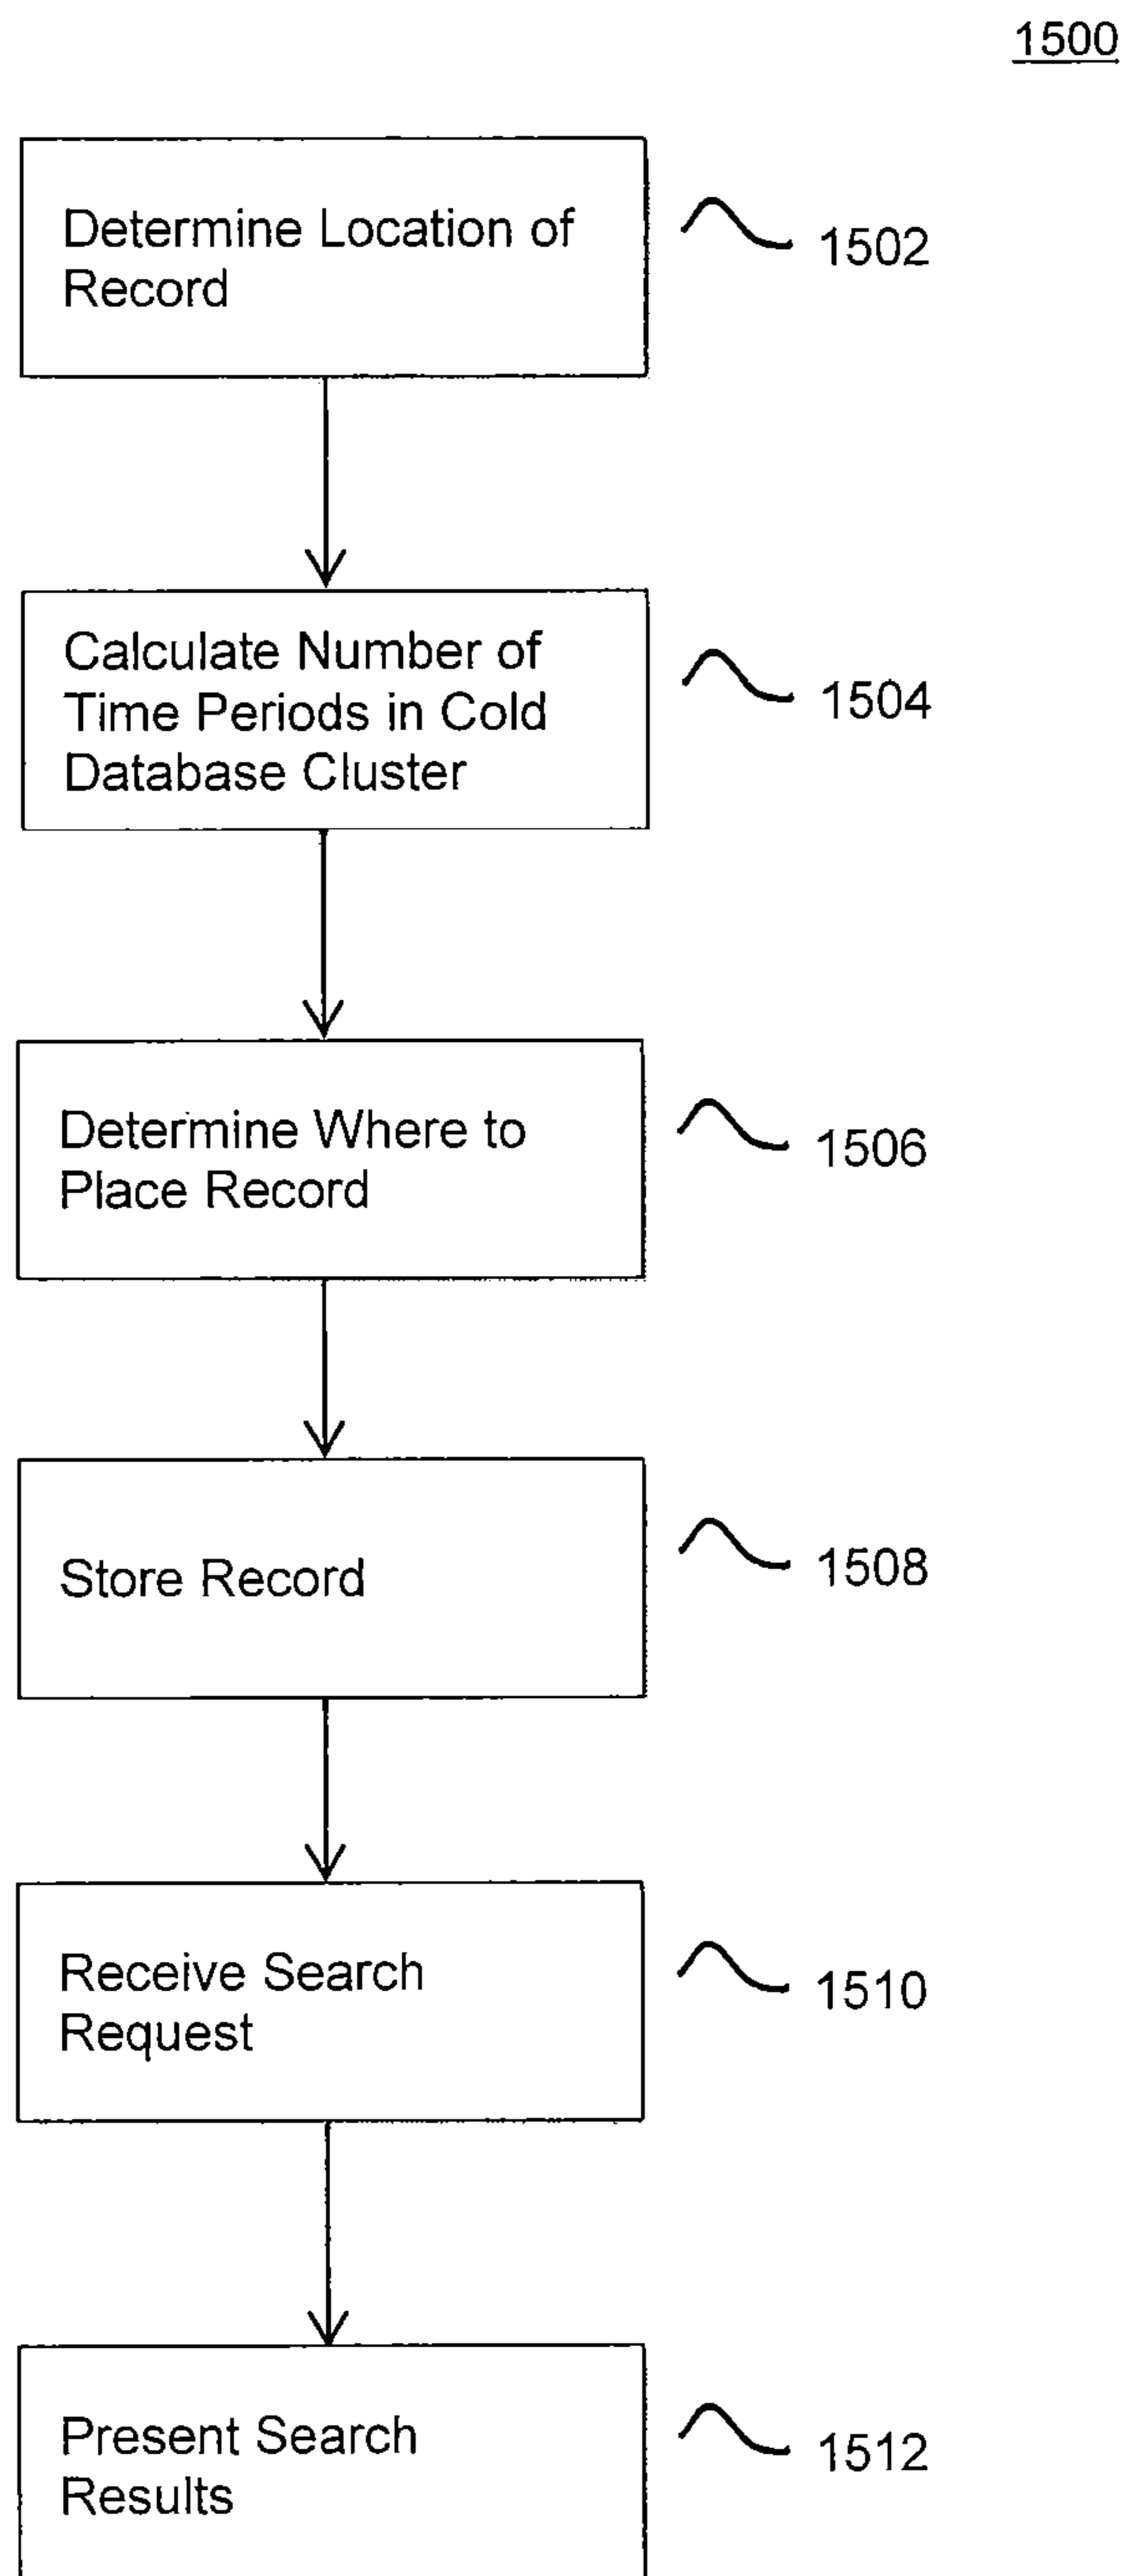 1500
Determine Location of
Record
1502
Calculate Number of
Time Periods in Cold
Database Cluster
1504
Determine Where to
Place Record
1506
Store Record
1508
Receive Search
Request
1510
Present Search
Results
1512